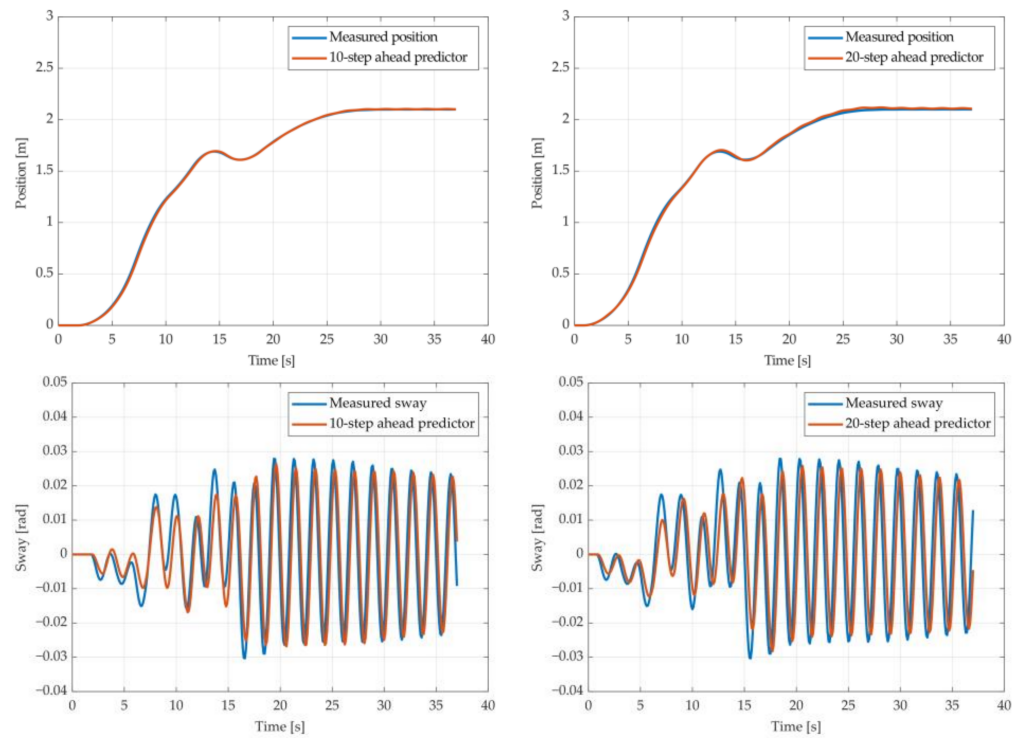 3
2.5
2
1.5
1
0.5
0
Position [m]
Measured position
10-step ahead predictor
0 5 10 15 20 25 30 35 40
Time [s]
3
2.5
2
1.5
1
0.5
0
Position [m]
Measured position
20-step ahead predictor
0 5 10 15 20 25 30 35 40
Time [s]
0.05
0.04
0.03
0.02
0.01
0
−0.01
−0.02
−0.03
−0.04
Sway [rad]
Measured sway
10-step ahead predictor
0 5 10 15 20 25 30 35 40
Time [s]
0.05
0.04
0.03
0.02
0.01
0
−0.01
−0.02
−0.03
−0.04
Sway [rad]
Measured sway
20-step ahead predictor
0 5 10 15 20 25 30 35 40
Time [s]